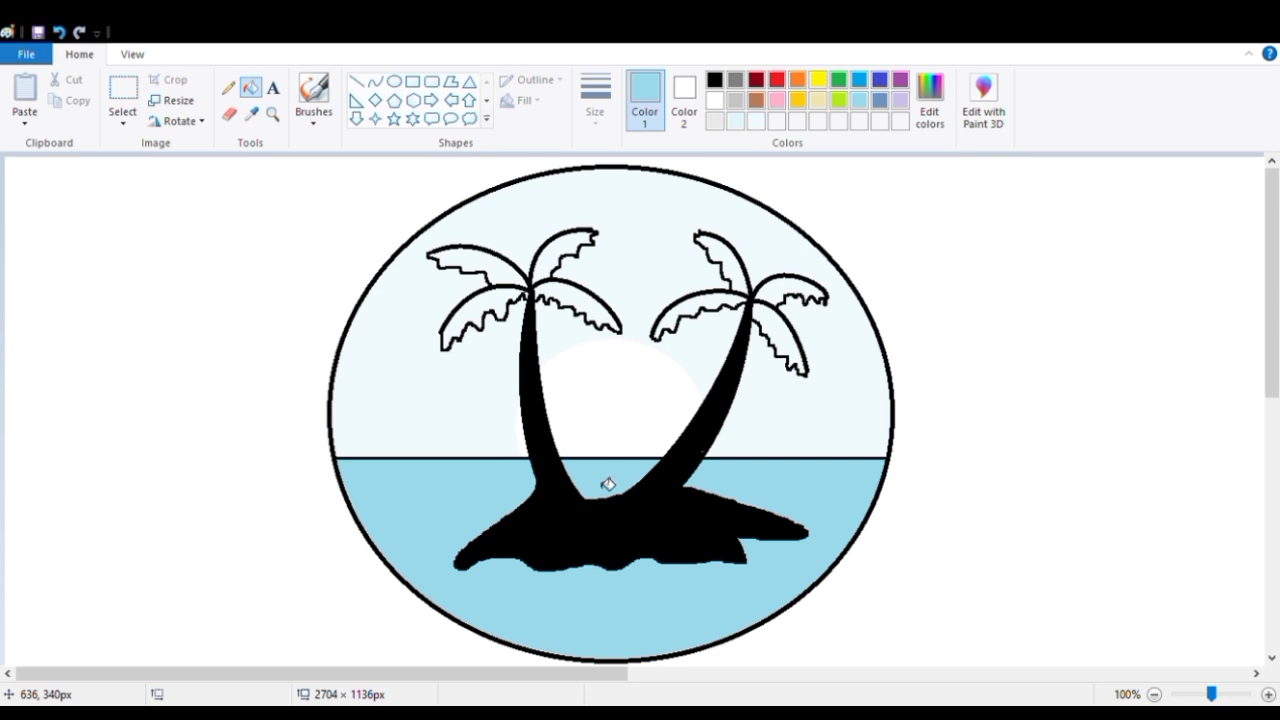 File Home View
Paste
Cut
Copy
Clipboard
Select
Crop
Resize
Rotate
Image
A
Tools
Brushes
Outline
Fill
Shapes
Size
Color
1
Color
2
Edit
colors
Colors
Edit with
Paint 3D
?
636, 340px
2704 × 1136px
100%